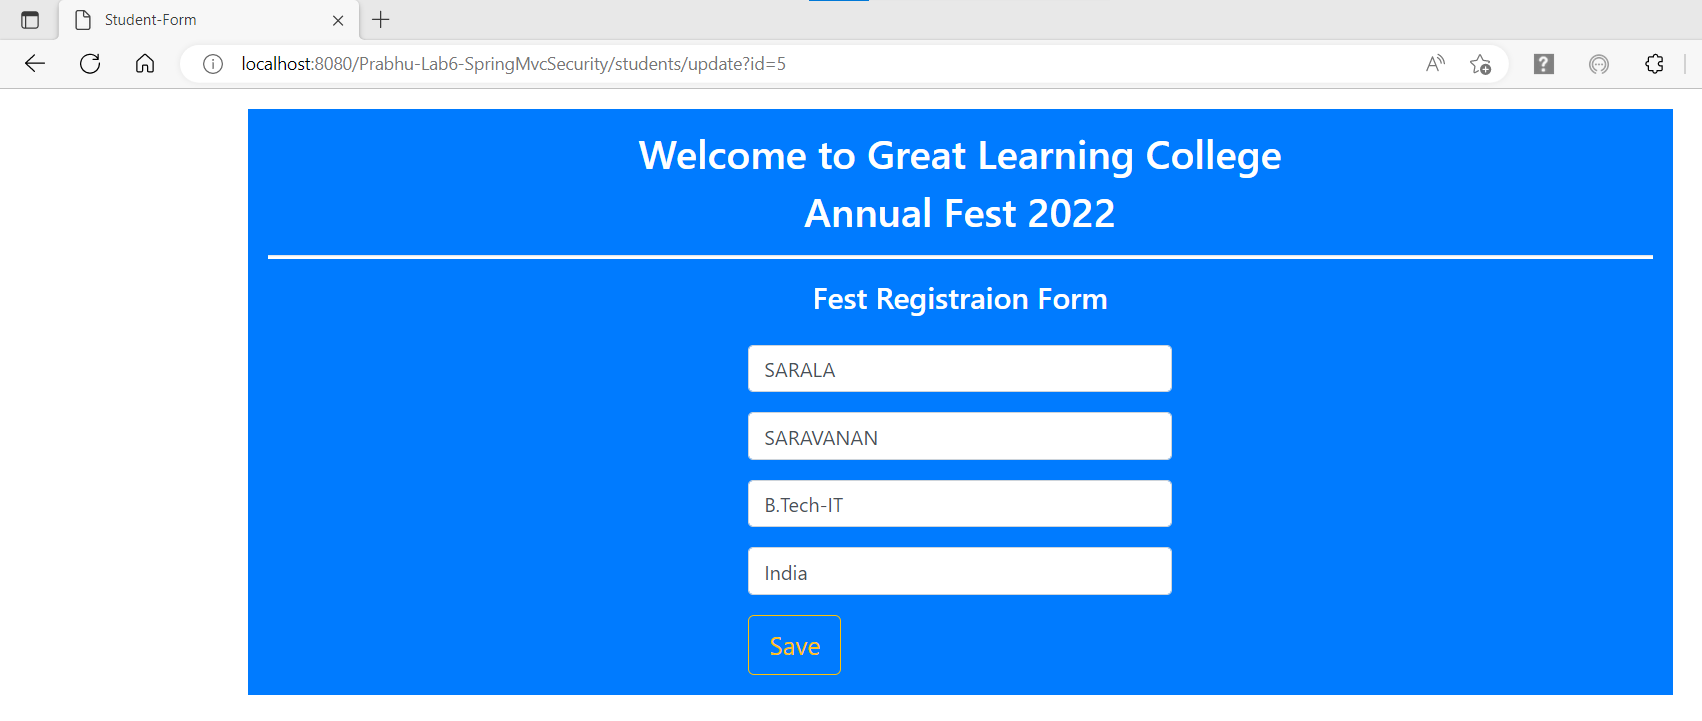 Student-Form
localhost:8080/Prabhu-Lab6-SpringMvcSecurity/students/update?id=5
Welcome to Great Learning College
Annual Fest 2022
Fest Registraion Form
SARALA
SARAVANAN
B.Tech-IT
India
Save